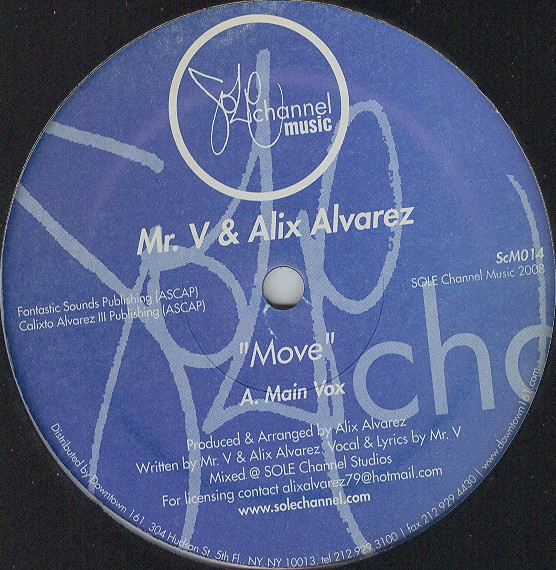 SOLE channel
music
Mr. V & Alix Alvarez
ScM014
SOLE Channel Music 2008
Fontastic Sounds Publishing (ASCAP)
Calixto Alvarez III Publishing (ASCAP)
"Move"
A. Main Vox
SOLE cha
Produced & Arranged by Alix Alvarez
Written by Mr. V & Alix Alvarez Vocal & Lyrics by Mr. V
Mixed @ SOLE Channel Studios
For licensing contact alixalvarez79@hotmail.com
www.solechannel.com
Distributed by Downtown 161, 304 Hudson St. 5th Fl., NY, NY 10013. tel 212.929.3100 | fax 212.929.4430 | www.downtown161.com